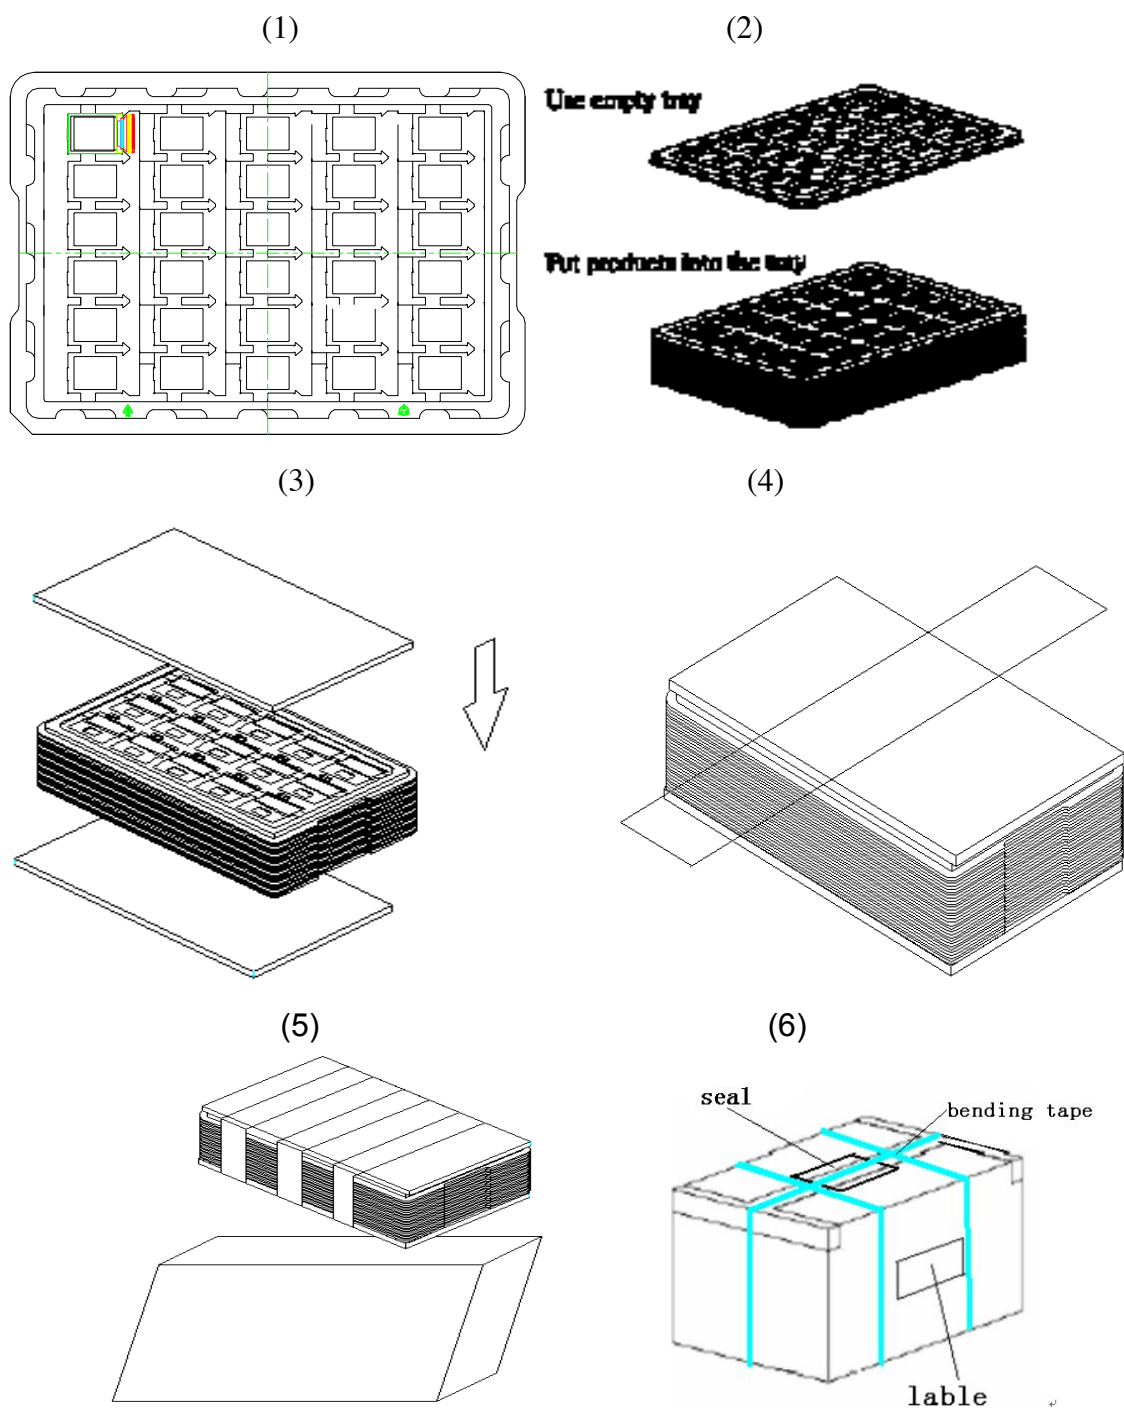 (1)
(2)
Use empty tray
Put products into the tray
(3)
(4)
(5)
(6)
seal
bending tape
lable